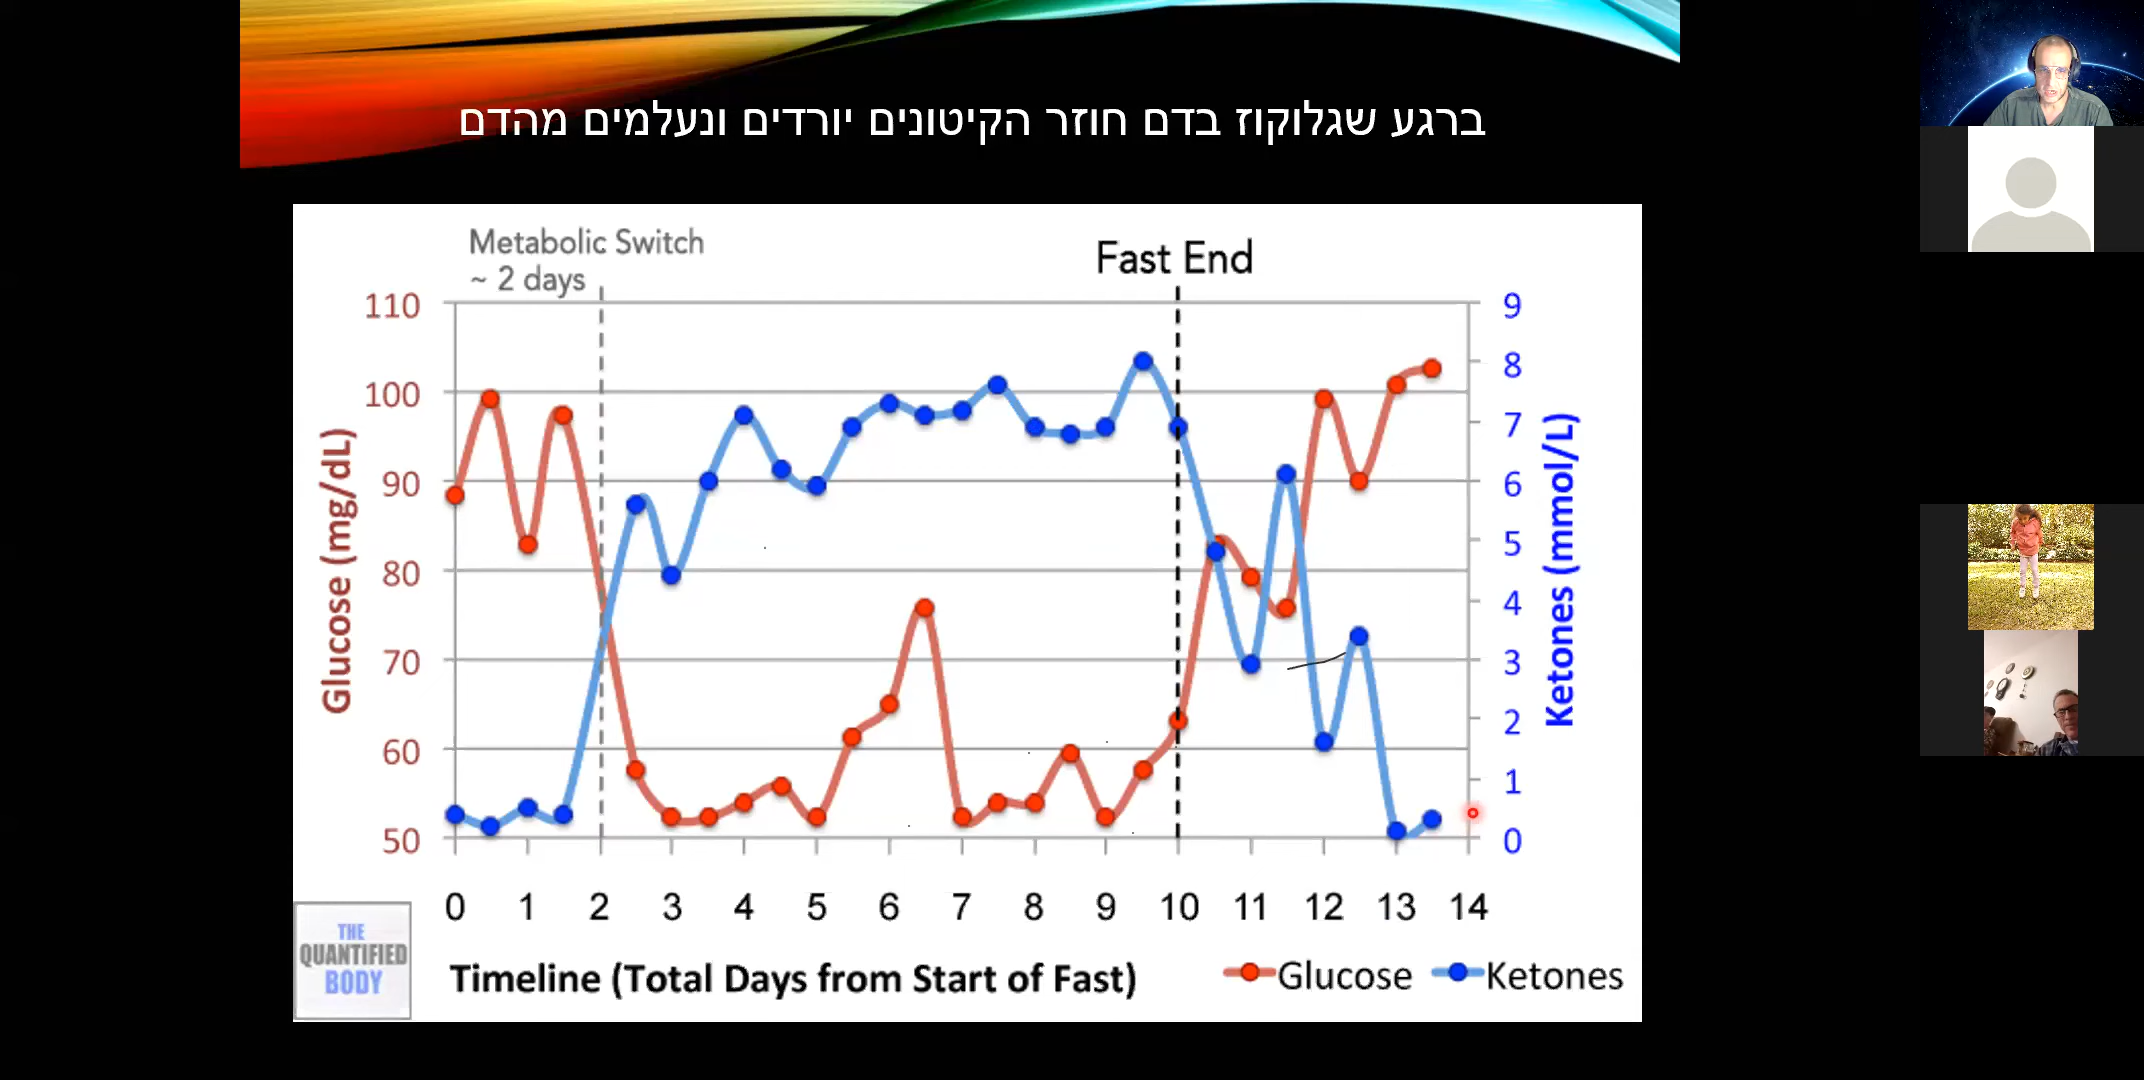 ברגע שגלוקוז בדם חוזר הקיטונים יורדים ונעלמים מהדם
Metabolic Switch
~ 2 days
Fast End
110
100
90
80
70
60
50
Glucose (mg/dL)
9
8
7
6
5
4
3
2
1
0
Ketones (mmol/L)
0 1 2 3 4 5 6 7 8 9 10 11 12 13 14
Timeline (Total Days from Start of Fast)
Glucose Ketones
THE
QUANTIFIED
BODY